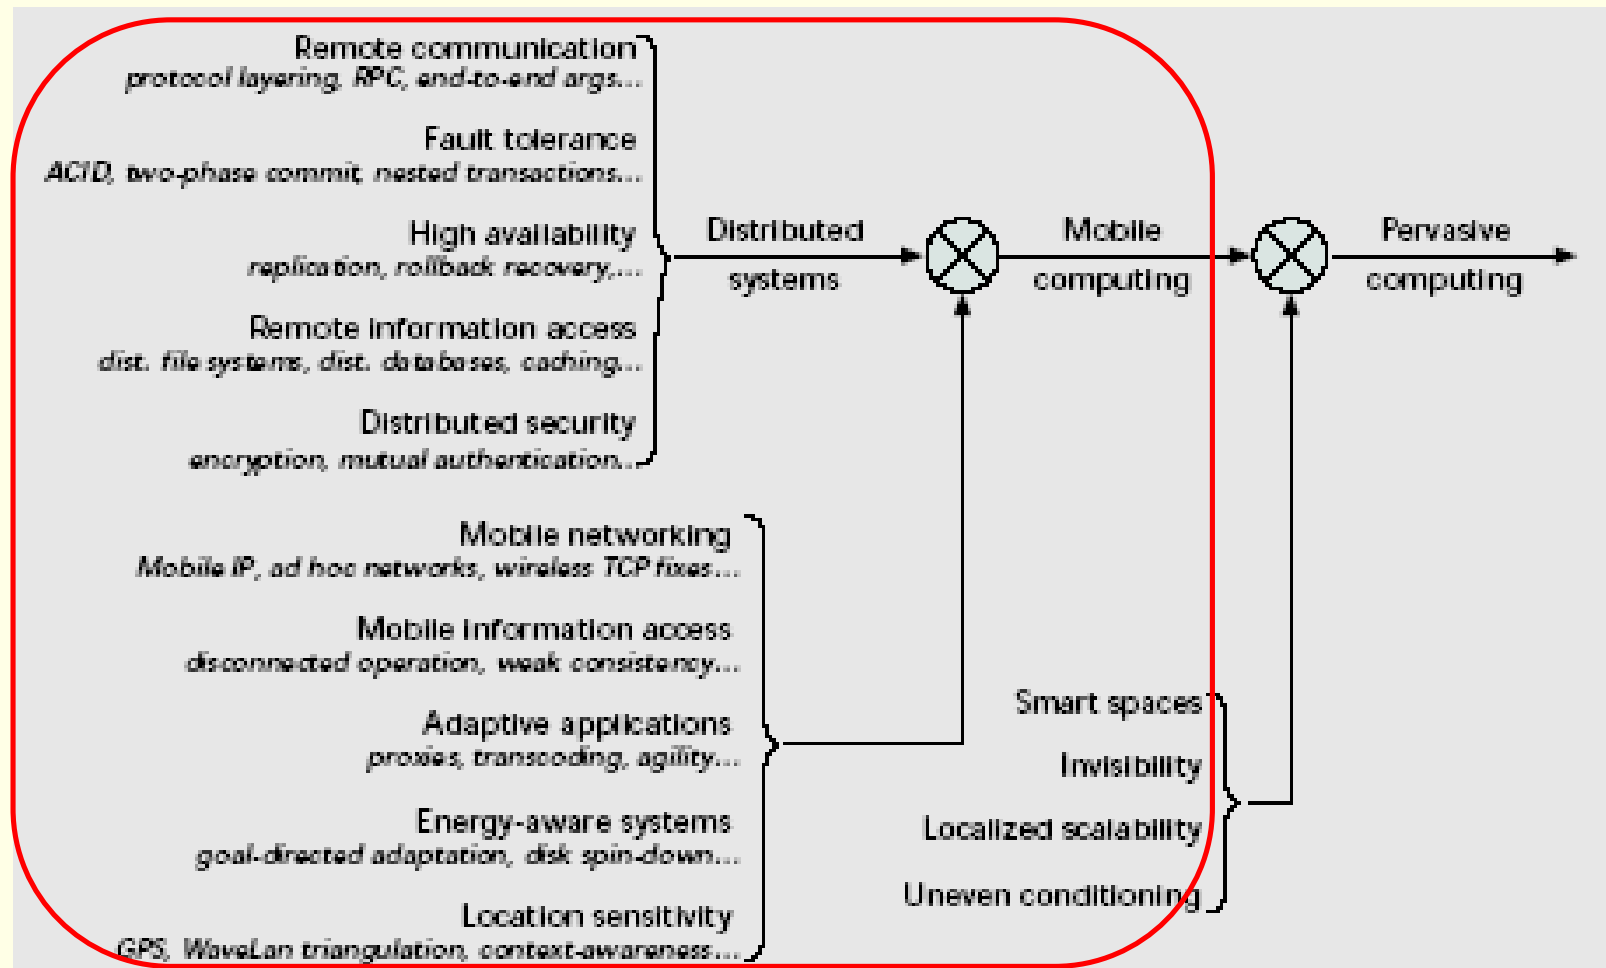 Remote communication
protocol layering, RPC, end-to-end args...
Fault tolerance
ACID, two-phase commit, nested transactions...
High availability
replication, rollback recovery,...
Remote information access
dist. file systems, dist. databases, caching...
Distributed security
encryption, mutual authentication...
Distributed
systems
Mobile
computing
Pervasive
computing
Mobile networking
Mobile IP, ad hoc networks, wireless TCP fixes...
Mobile information access
disconnected operation, weak consistency...
Adaptive applications
proxies, transcoding, agility...
Energy-aware systems
goal-directed adaptation, disk spin-down...
Location sensitivity
GPS, WaveLan triangulation, context-awareness...
Smart spaces
Invisibility
Localized scalability
Uneven conditioning